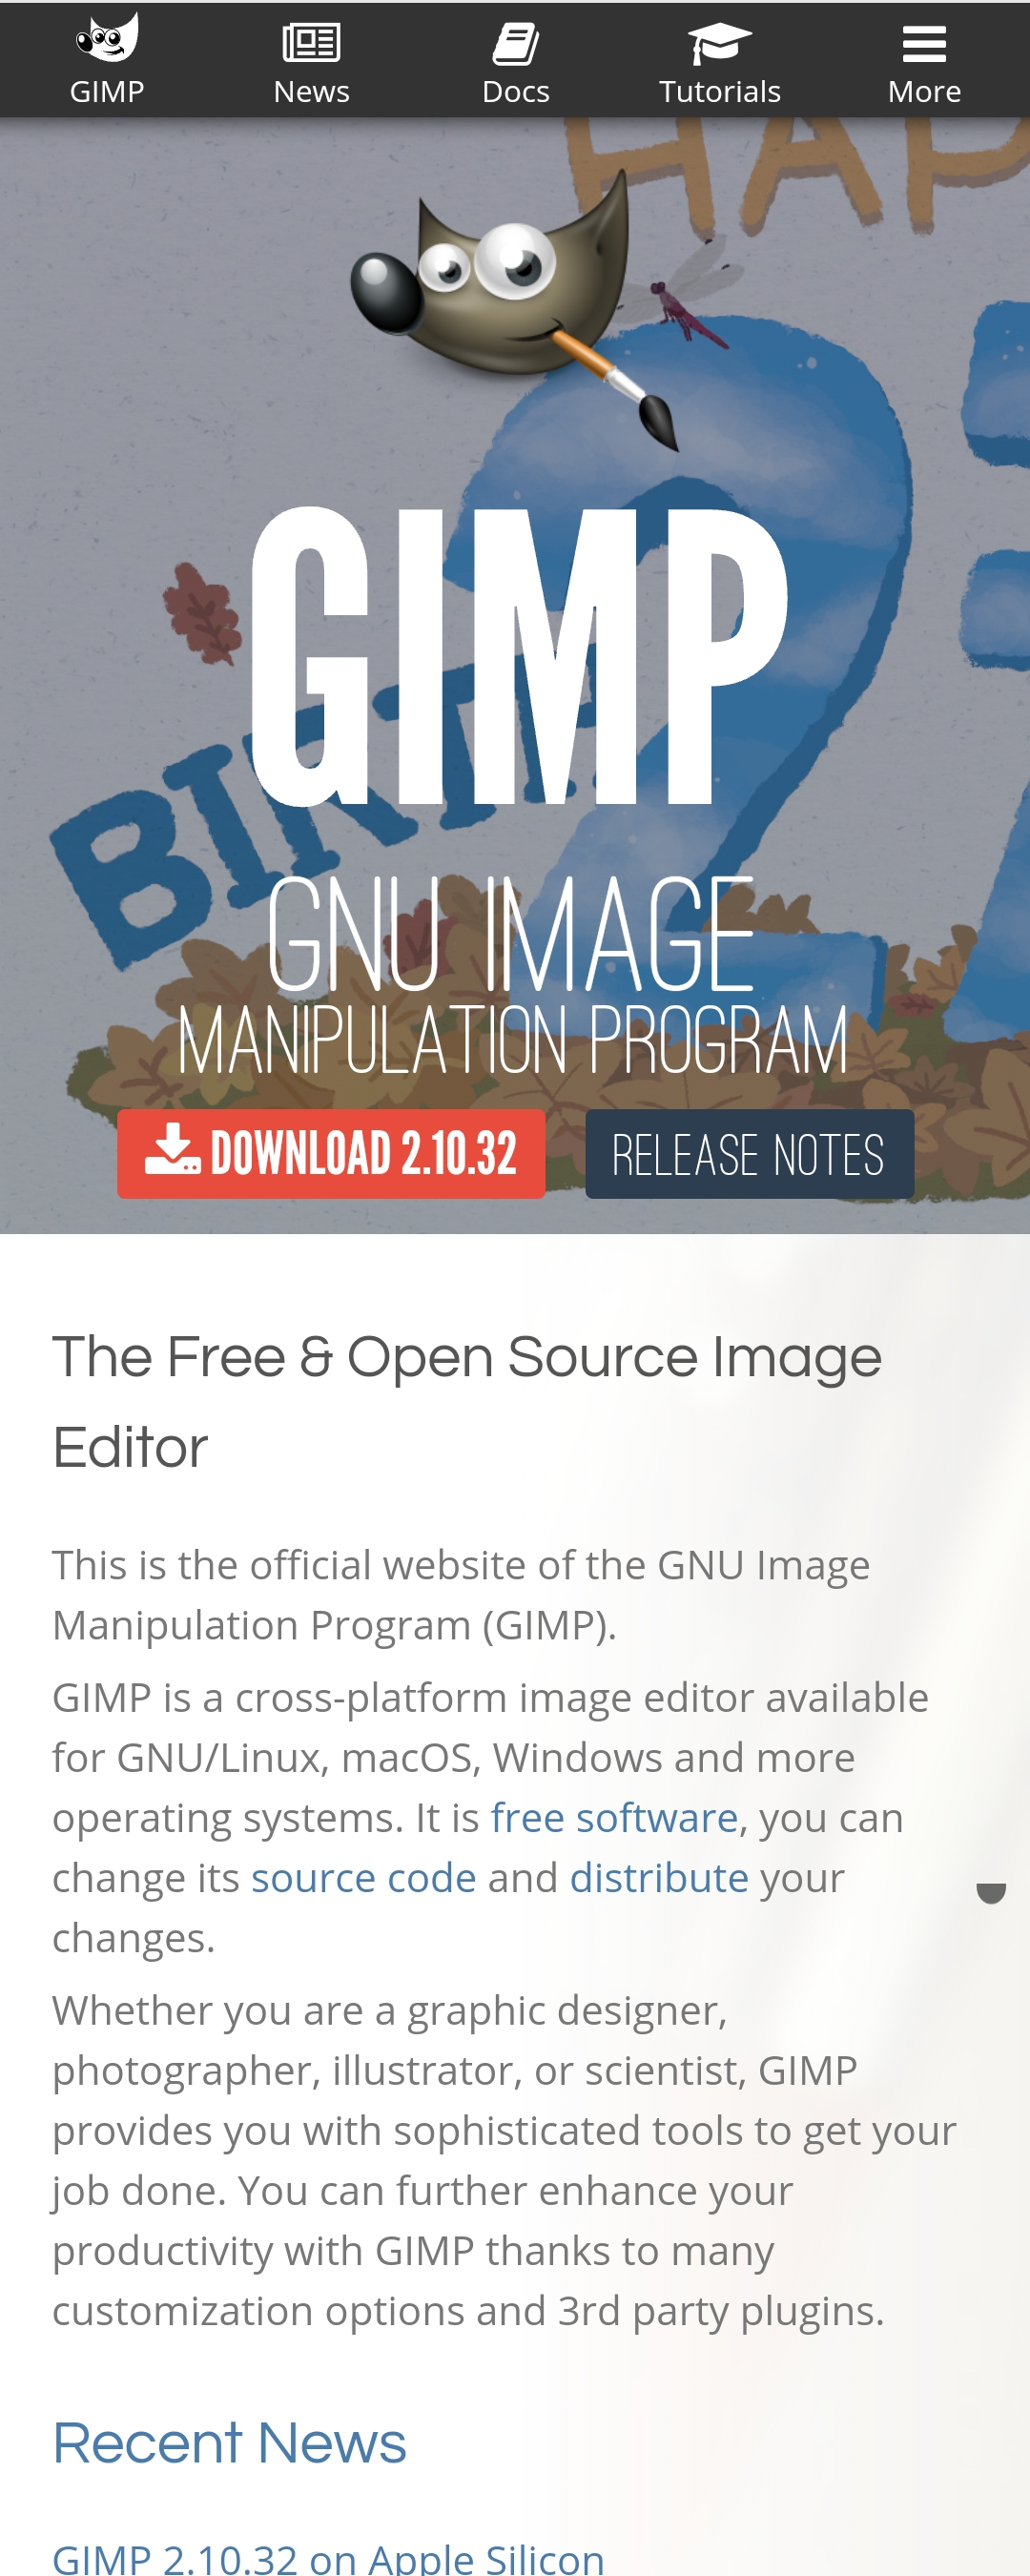 GIMP
News
Docs
Tutorials
More
HAP
GIMP
BIRT
2
GNU IMAGE
MANIPULATION PROGRAM
DOWNLOAD 2.10.32
RELEASE NOTES
The Free & Open Source Image
Editor
This is the official website of the GNU Image
Manipulation Program (GIMP).
GIMP is a cross-platform image editor available
for GNU/Linux, macOS, Windows and more
operating systems. It is free software, you can
change its source code and distribute your
changes.
Whether you are a graphic designer,
photographer, illustrator, or scientist, GIMP
provides you with sophisticated tools to get your
job done. You can further enhance your
productivity with GIMP thanks to many
customization options and 3rd party plugins.
Recent News
GIMP 2.10.32 on Apple Silicon